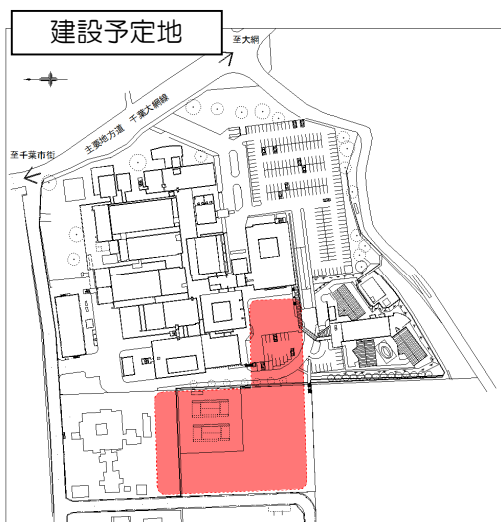 建設予定地
至大網
主要地方道　千葉大網線
至千葉市街